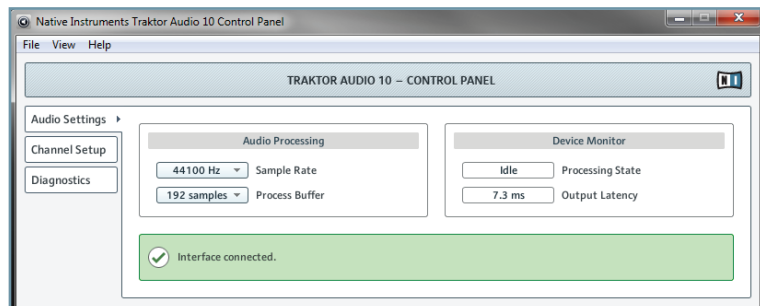 Native Instruments Traktor Audio 10 Control Panel
File View Help
TRAKTOR AUDIO 10 – CONTROL PANEL
NI
Audio Settings
Channel Setup
Diagnostics
Audio Processing
44100 Hz Sample Rate
192 samples Process Buffer
Device Monitor
Idle Processing State
7.3 ms Output Latency
Interface connected.